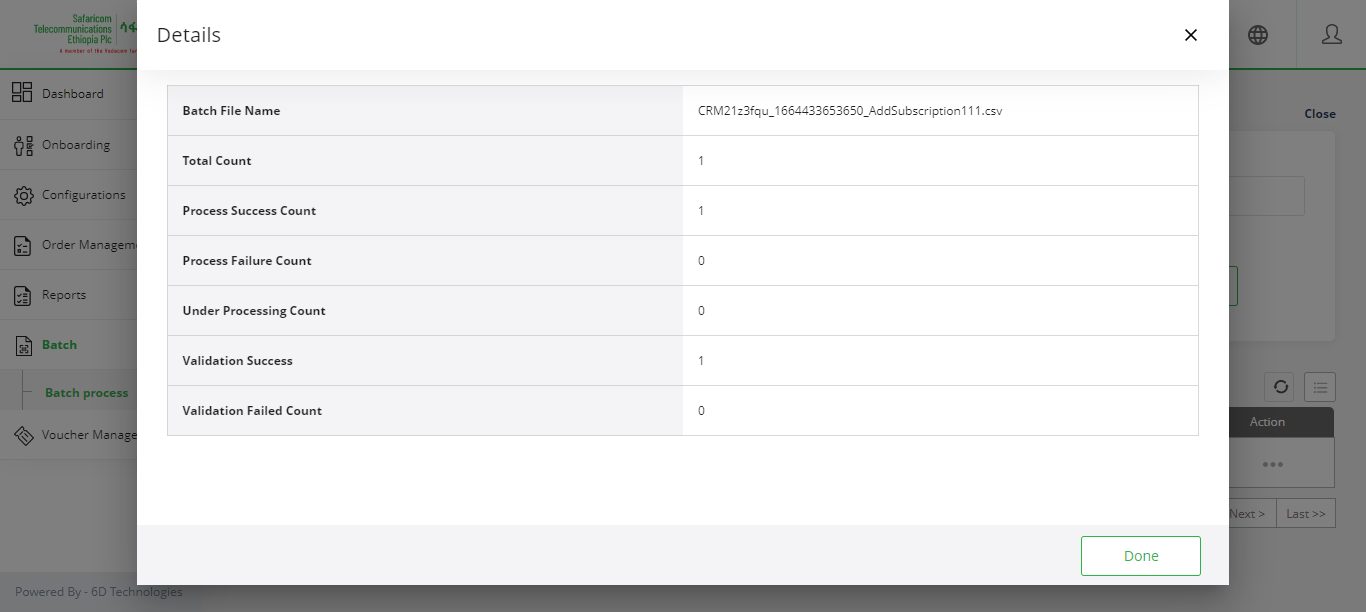 Safaricom
Telecommunications
Ethiopia Plc
A member of the Vodacom
Details
Close
Dashboard
Onboarding
Configurations
Order Managem
Reports
Batch
Batch process
Voucher Manage
Batch File Name CRM21z3fqu_1664433653650_AddSubscription111.csv
Total Count 1
Process Success Count 1
Process Failure Count 0
Under Processing Count 0
Validation Success 1
Validation Failed Count 0
Action
Next > Last >>
Done
Powered By - 6D Technologies